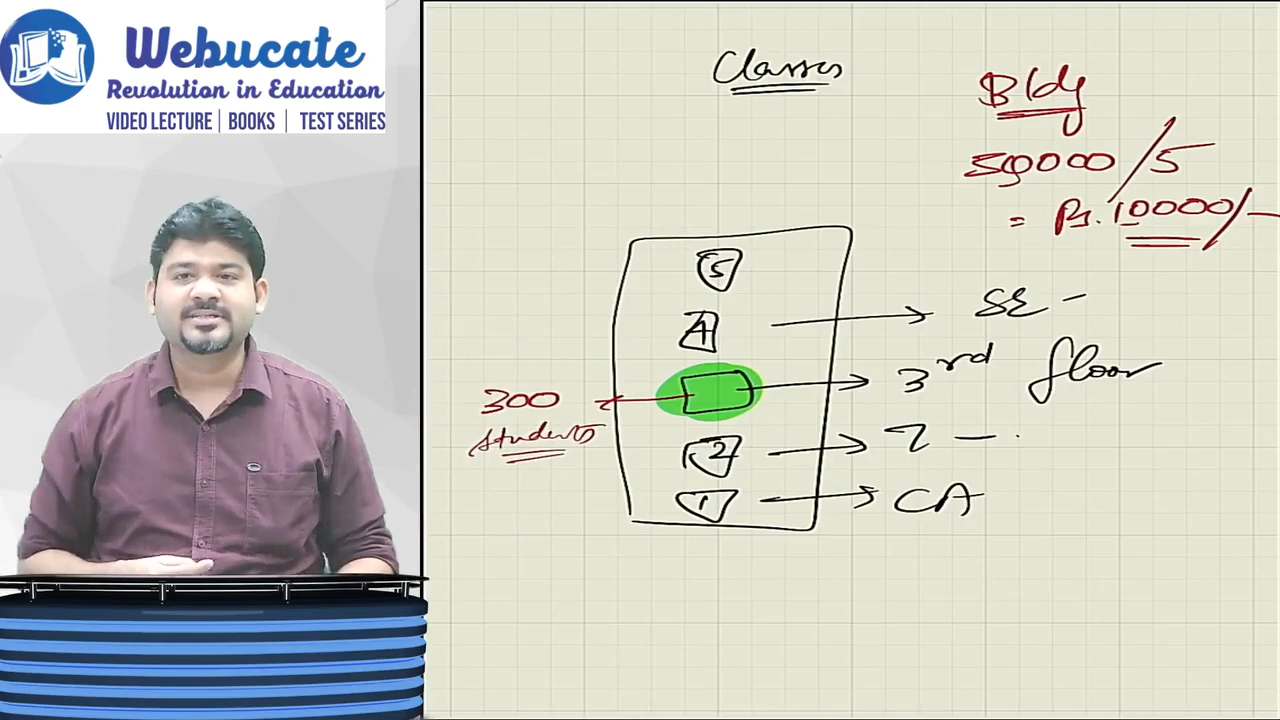 Webucate
Revolution in Education
VIDEO LECTURE | BOOKS | TEST SERIES
Classes
Bldg
50000/5
= Rs. 10000/-
5
4
SE -
3rd floor
300
students
2
1
CA